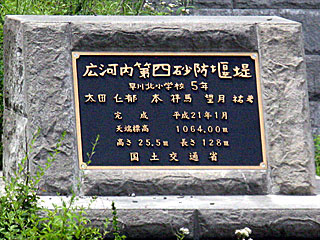 広河内第四砂防堰堤
早川北小学校 5年
太田 仁郁 本 祥馬 望月 祐希
完成 平成21年1月
天端標高 1064.00m
高さ 25.5m 長さ 128m
国土交通省